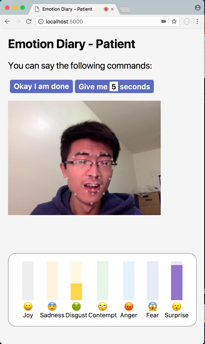 Emotion Diary - Patient
localhost:5000
Emotion Diary - Patient
You can say the following commands:
Okay I am done
Give me 5 seconds
Joy Sadness Disgust Contempt Anger Fear Surprise